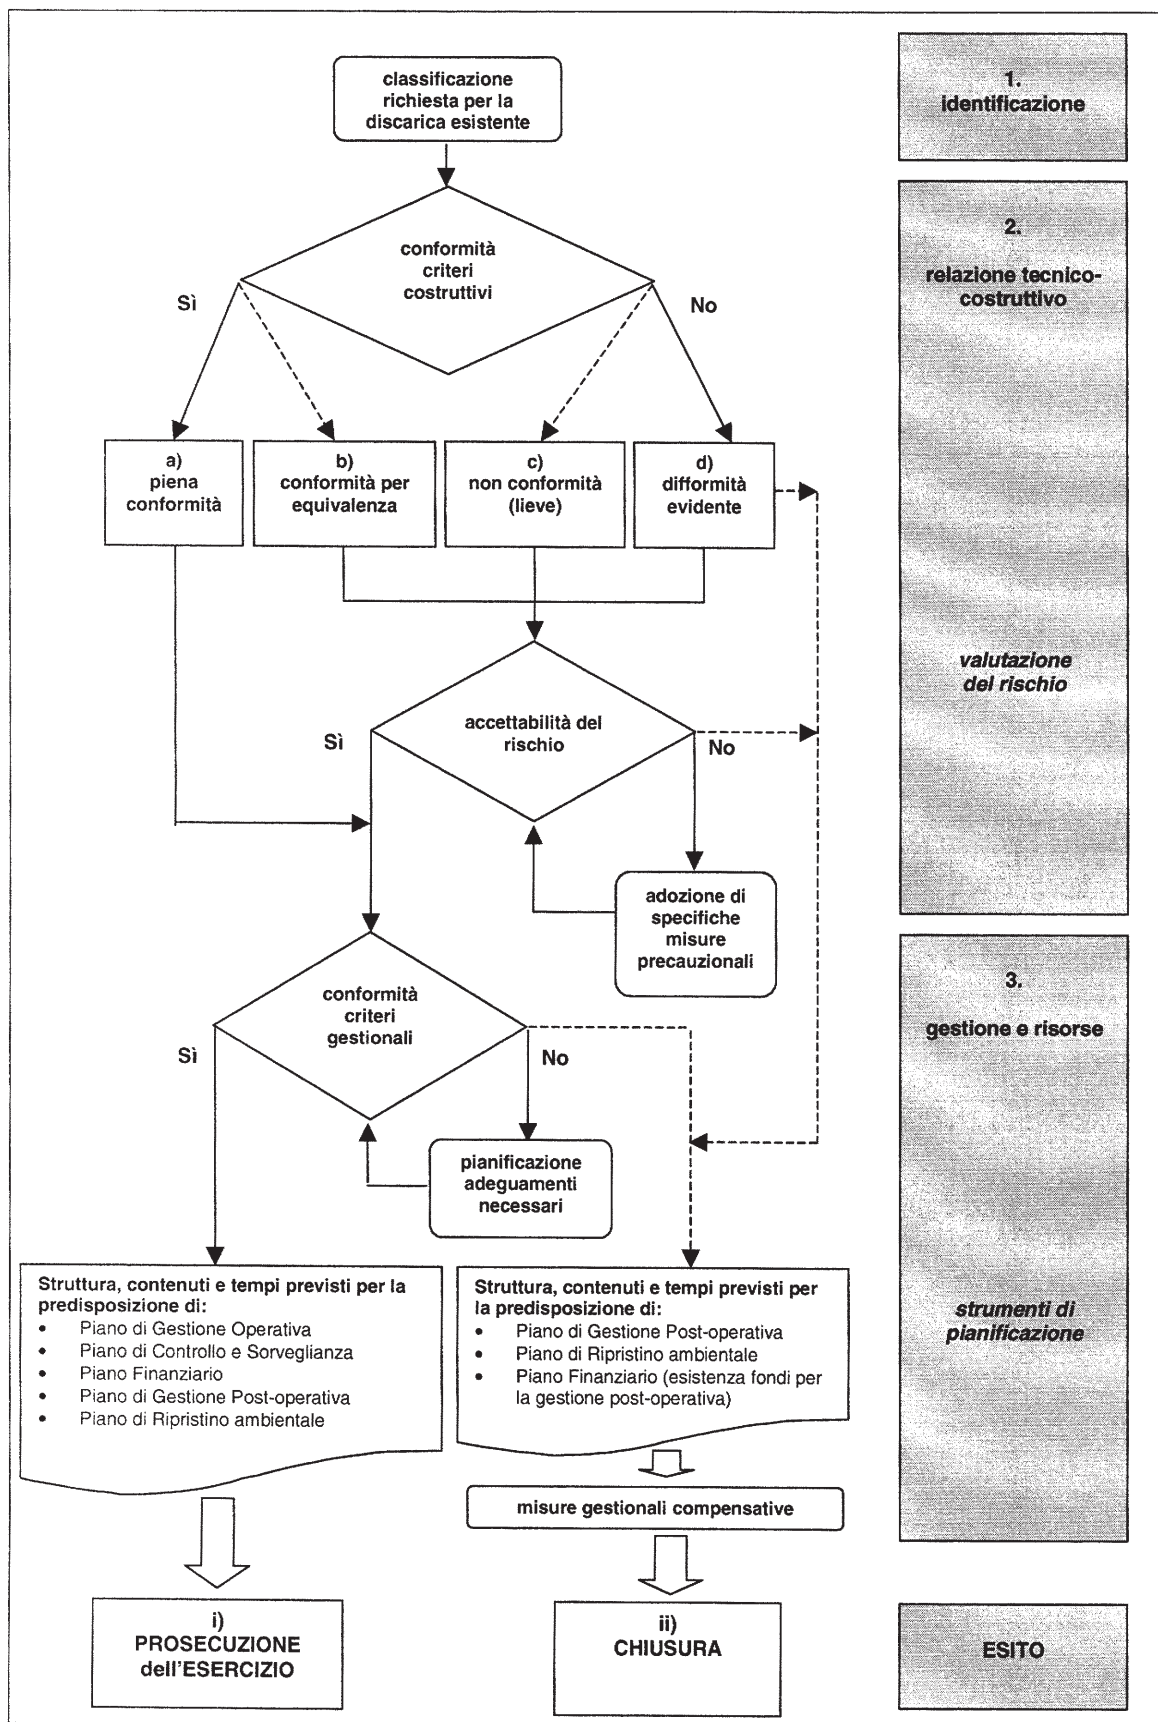 classificazione
richiesta per la
discarica esistente
1.
identificazione
conformità
criteri
costruttivi
Sì
No
2.
relazione tecnico-
costruttivo
a)
piena
conformità
b)
conformità per
equivalenza
c)
non conformità
(lieve)
d)
difformità
evidente
valutazione
del rischio
accettabilità del
rischio
Sì
No
adozione di
specifiche
misure
precauzionali
conformità
criteri
gestionali
Sì
No
3.
gestione e risorse
pianificazione
adeguamenti
necessari
Struttura, contenuti e tempi previsti per la
predisposizione di:
• Piano di Gestione Operativa
• Piano di Controllo e Sorveglianza
• Piano Finanziario
• Piano di Gestione Post-operativa
• Piano di Ripristino ambientale
Struttura, contenuti e tempi previsti per
la predisposizione di:
• Piano di Gestione Post-operativa
• Piano di Ripristino ambientale
• Piano Finanziario (esistenza fondi per
la gestione post-operativa)
strumenti di
pianificazione
misure gestionali compensative
i)
PROSECUZIONE
dell'ESERCIZIO
ii)
CHIUSURA
ESITO